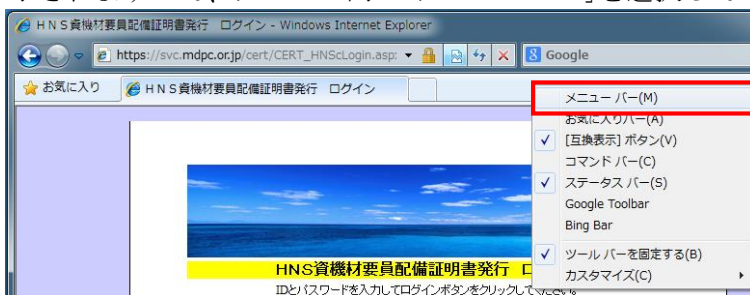 HNS資機材要員配備証明書発行　ログイン - Windows Internet Explorer
https://svc.mdpc.or.jp/cert/CERT_HNScLogin.asp
Google
お気に入り
HNS資機材要員配備証明書発行　ログイン
メニュー バー(M)
お気に入りバー(A)
[互換表示] ボタン(V)
コマンド バー(C)
ステータス バー(S)
Google Toolbar
Bing Bar
ツール バーを固定する(B)
カスタマイズ(C)
HNS資機材要員配備証明書発行
IDとパスワードを入力してログインボタンをクリックしてください。